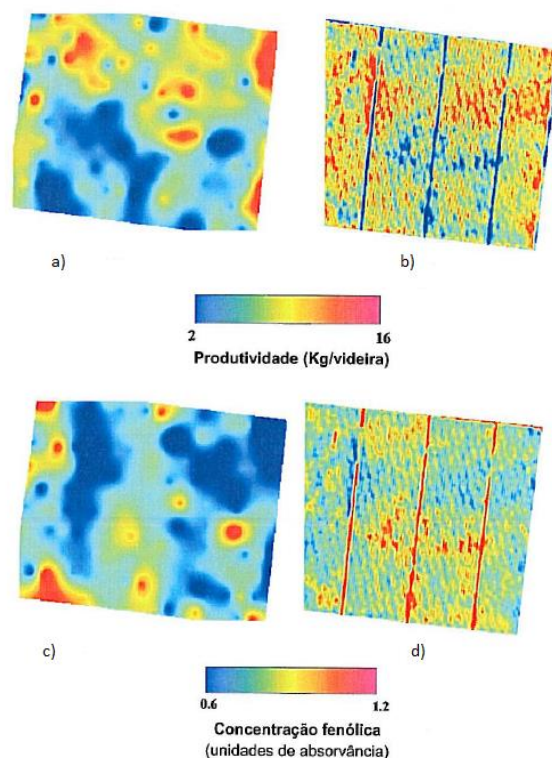 a)
b)
2
16
Produtividade (Kg/videira)
c)
d)
0.6
1.2
Concentração fenólica
(unidades de absorvância)